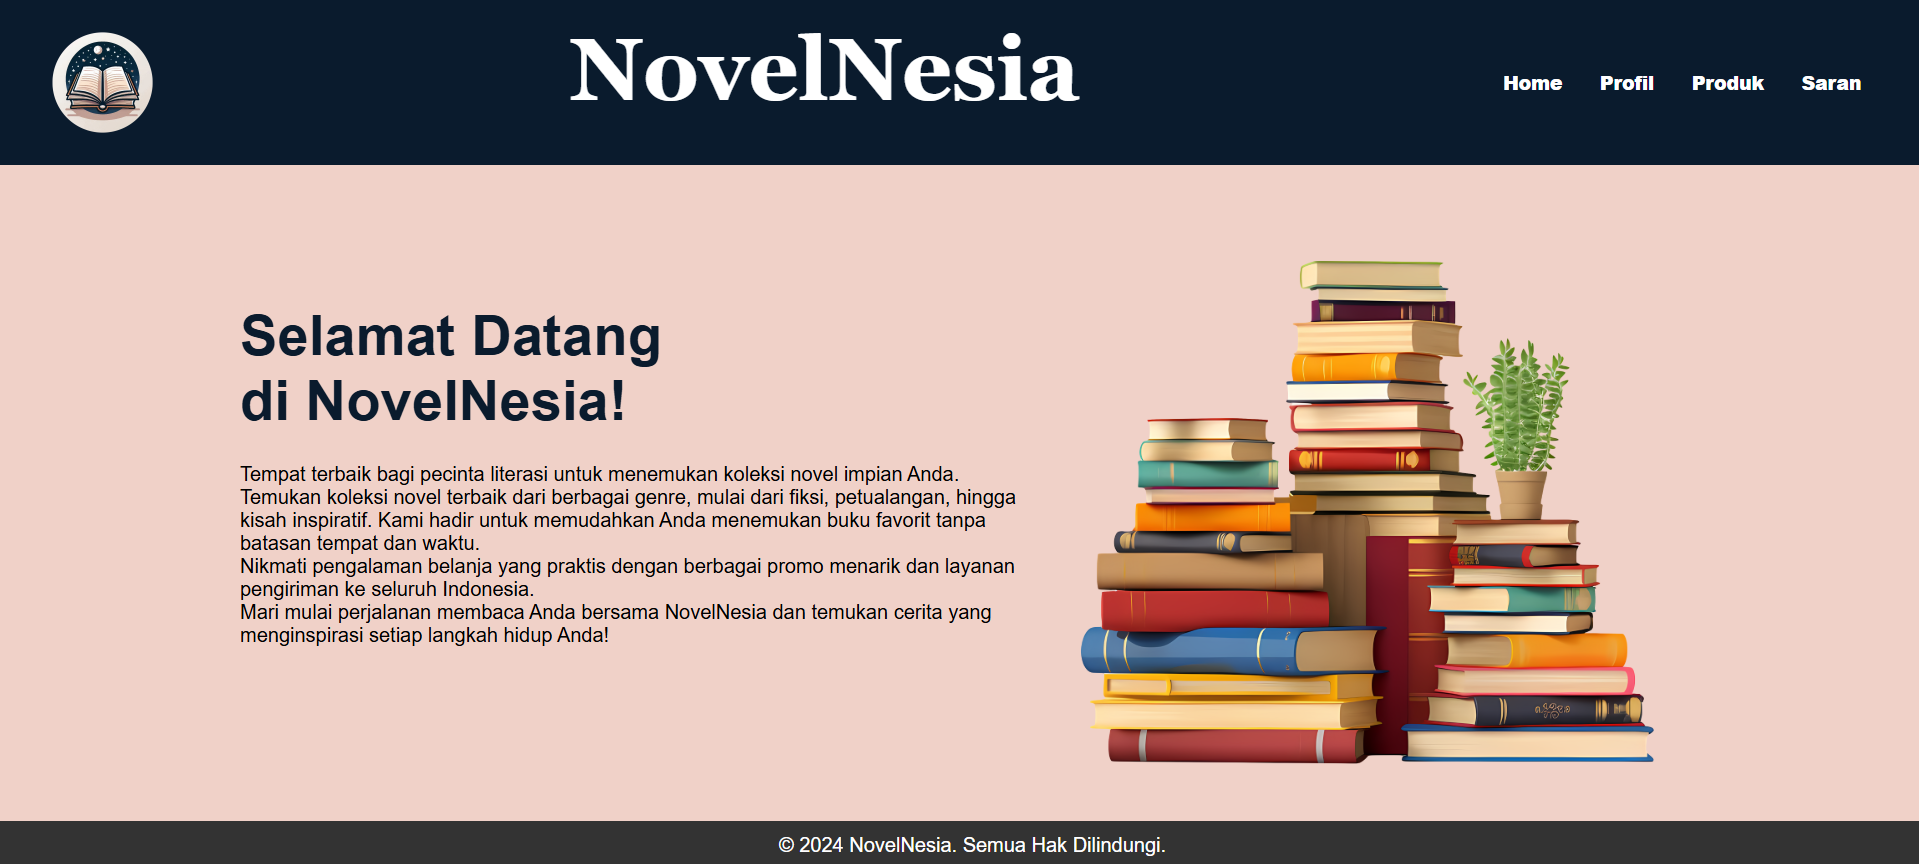 NovelNesia
Home Profil Produk Saran
Selamat Datang
di NovelNesia!
Tempat terbaik bagi pecinta literasi untuk menemukan koleksi novel impian Anda.
Temukan koleksi novel terbaik dari berbagai genre, mulai dari fiksi, petualangan, hingga
kisah inspiratif. Kami hadir untuk memudahkan Anda menemukan buku favorit tanpa
batasan tempat dan waktu.
Nikmati pengalaman belanja yang praktis dengan berbagai promo menarik dan layanan
pengiriman ke seluruh Indonesia.
Mari mulai perjalanan membaca Anda bersama NovelNesia dan temukan cerita yang
menginspirasi setiap langkah hidup Anda!
© 2024 NovelNesia. Semua Hak Dilindungi.